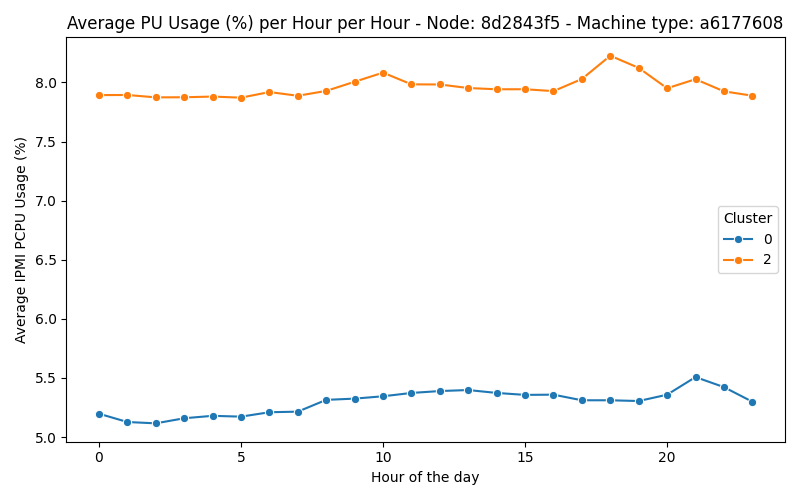 Average PU Usage (%) per Hour per Hour - Node: 8d2843f5 - Machine type: a6177608
Average IPMI PCPU Usage (%)
8.0
7.5
7.0
6.5
6.0
5.5
5.0
Cluster
0
2
0 5 10 15 20
Hour of the day